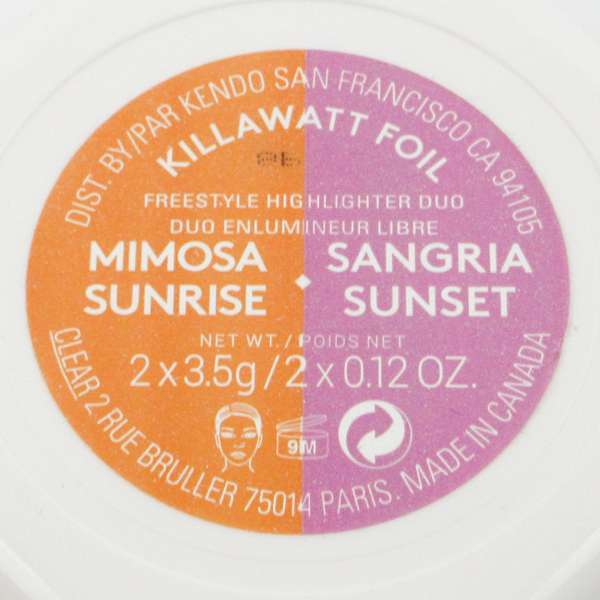 DIST. BY/PAR KENDO SAN FRANCISCO CA 94105
KILLAWATT FOIL
FREESTYLE HIGHLIGHTER DUO
DUO ENLUMINEUR LIBRE
MIMOSA SANGRIA
SUNRISE SUNSET
NET WT. / POIDS NET
2 x 3.5g / 2 x 0.12 OZ.
9M
CLEAR 2 RUE BRULLER 75014 PARIS. MADE IN CANADA